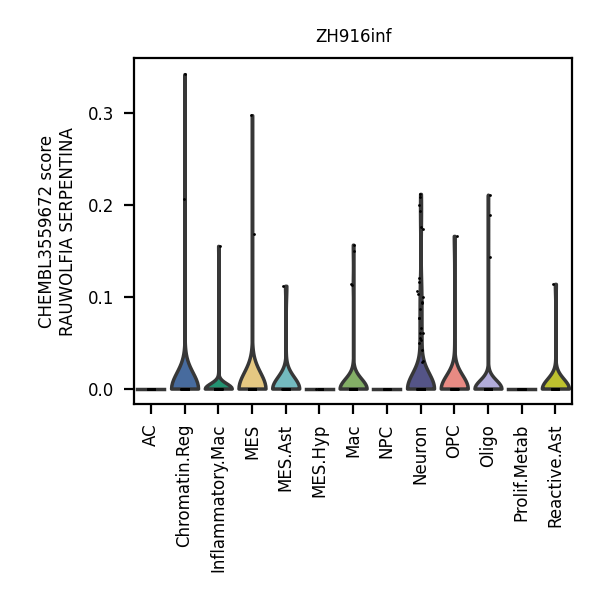 ZH916inf
CHEMBL3559672 score
RAUWOLFIA SERPENTINA
0.3
0.2
0.1
0.0
AC
Chromatin.Reg
Inflammatory.Mac
MES
MES.Ast
MES.Hyp
Mac
NPC
Neuron
OPC
Oligo
Prolif.Metab
Reactive.Ast